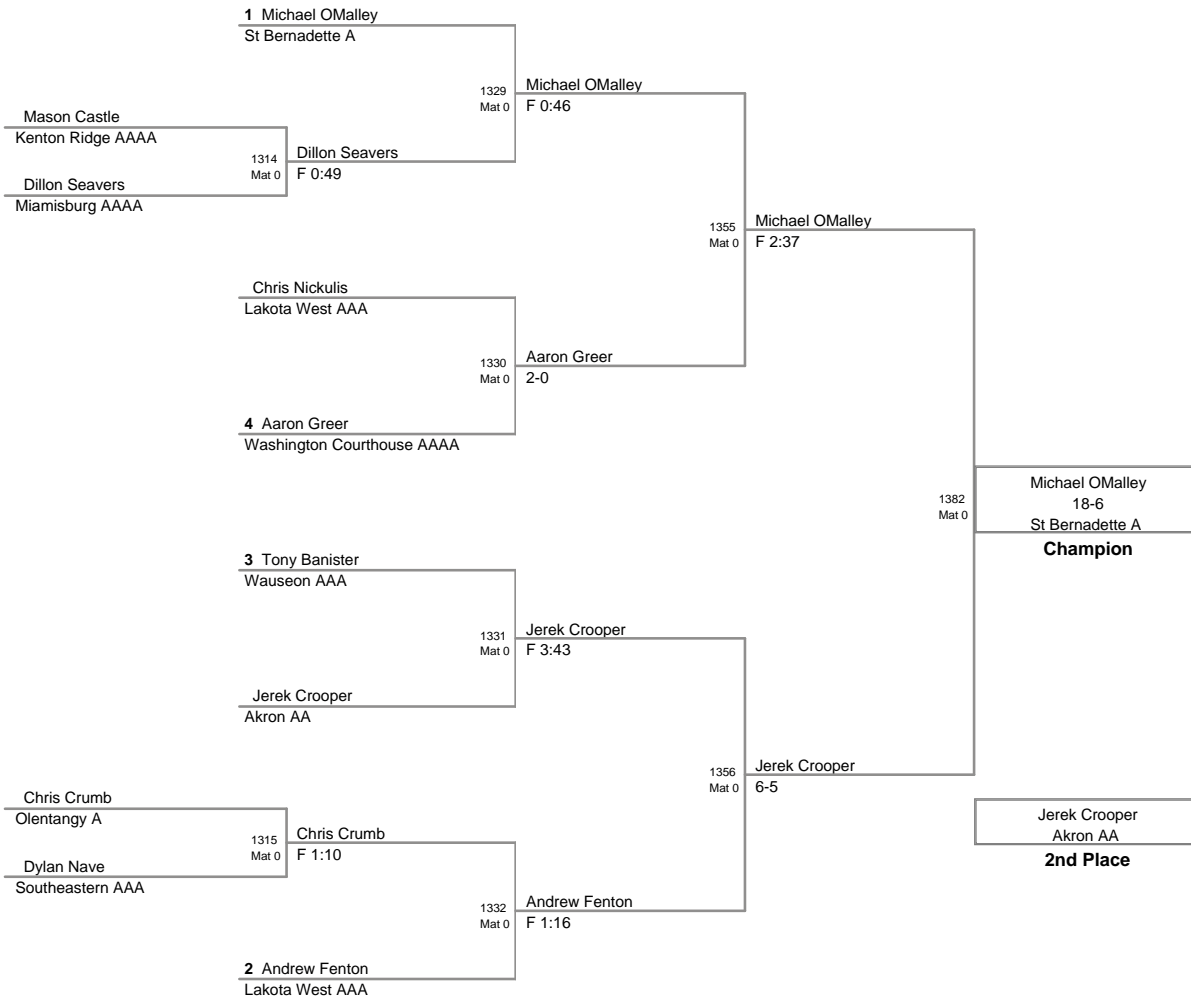 1 Michael OMalley
St Bernadette A
1329
Mat 0
Michael OMalley
F 0:46
Mason Castle
Kenton Ridge AAAA
1314
Mat 0
Dillon Seavers
F 0:49
Dillon Seavers
Miamisburg AAAA
1355
Mat 0
Michael OMalley
F 2:37
Chris Nickulis
Lakota West AAA
1330
Mat 0
Aaron Greer
2-0
4 Aaron Greer
Washington Courthouse AAAA
1382
Mat 0
Michael OMalley
18-6
St Bernadette A
Champion
3 Tony Banister
Wauseon AAA
1331
Mat 0
Jerek Crooper
F 3:43
Jerek Crooper
Akron AA
1356
Mat 0
Jerek Crooper
6-5
Chris Crumb
Olentangy A
1315
Mat 0
Chris Crumb
F 1:10
Dylan Nave
Southeastern AAA
Jerek Crooper
Akron AA
2nd Place
1332
Mat 0
Andrew Fenton
F 1:16
2 Andrew Fenton
Lakota West AAA